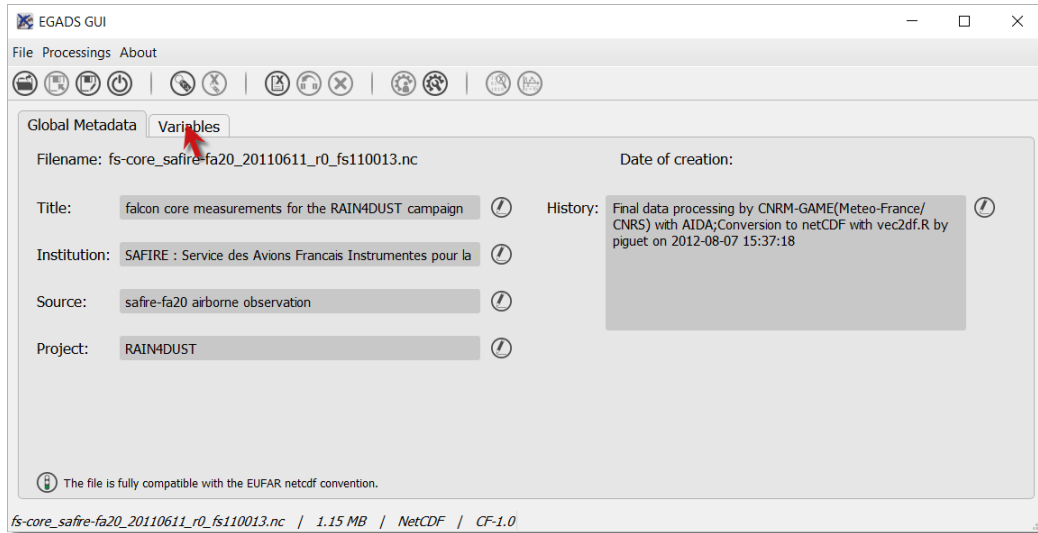 EGADS GUI
File Processings About
Global Metadata Variables
Filename: fs-core_safire-fa20_20110611_r0_fs110013.nc
Date of creation:
Title: falcon core measurements for the RAIN4DUST campaign
Institution: SAFIRE : Service des Avions Francais Instrumentes pour la
Source: safire-fa20 airborne observation
Project: RAIN4DUST
History: Final data processing by CNRM-GAME(Meteo-France/
CNRS) with AIDA;Conversion to netCDF with vec2df.R by
piguet on 2012-08-07 15:37:18
The file is fully compatible with the EUFAR netcdf convention.
fs-core_safire-fa20_20110611_r0_fs110013.nc | 1.15 MB | NetCDF | CF-1.0